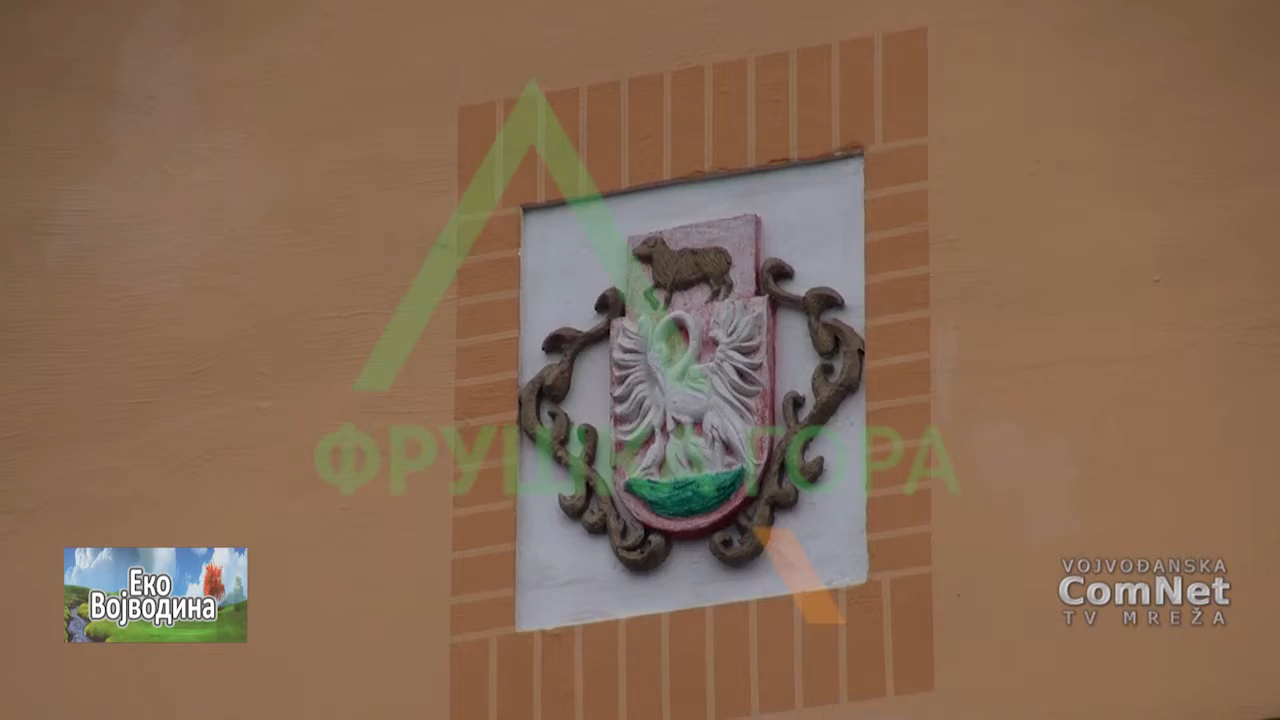 ФРУШКА ГОРА
Еко
Војводина
VOJVOĐANSKA
ComNet
TV MREŽA